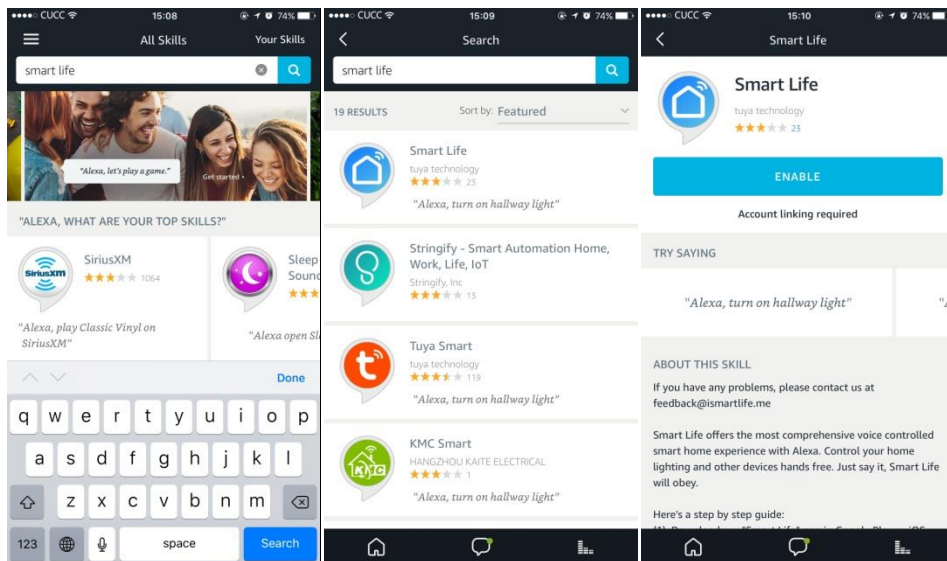 CUCC 15:08 74%
All Skills Your Skills
smart life
"Alexa, let's play a game."
Get started
"ALEXA, WHAT ARE YOUR TOP SKILLS?"
SiriusXM
SiriusXM
1064
"Alexa, play Classic Vinyl on
SiriusXM"
Sleep
Soun
"Alexa open Sl
Done
q w e r t y u i o p
a s d f g h j k l
z x c v b n m
123 space Search
CUCC 15:09 74%
Search
smart life
19 RESULTS Sort by: Featured
Smart Life
tuya technology
23
"Alexa, turn on hallway light"
Stringify - Smart Automation Home,
Work, Life, IoT
Stringify, Inc
13
Tuya Smart
tuya technology
119
"Alexa, turn on hallway light"
KMC
KMC Smart
HANGZHOU KAITE ELECTRICAL
1
"Alexa, turn on hallway light"
CUCC 15:10 74%
Smart Life
Smart Life
tuya technology
23
ENABLE
Account linking required
TRY SAYING
"Alexa, turn on hallway light"
ABOUT THIS SKILL
If you have any problems, please contact us at
feedback@ismartlife.me
Smart Life offers the most comprehensive voice controlled
smart home experience with Alexa. Control your home
lighting and other devices hands free. Just say it, Smart Life
will obey.
Here's a step by step guide: